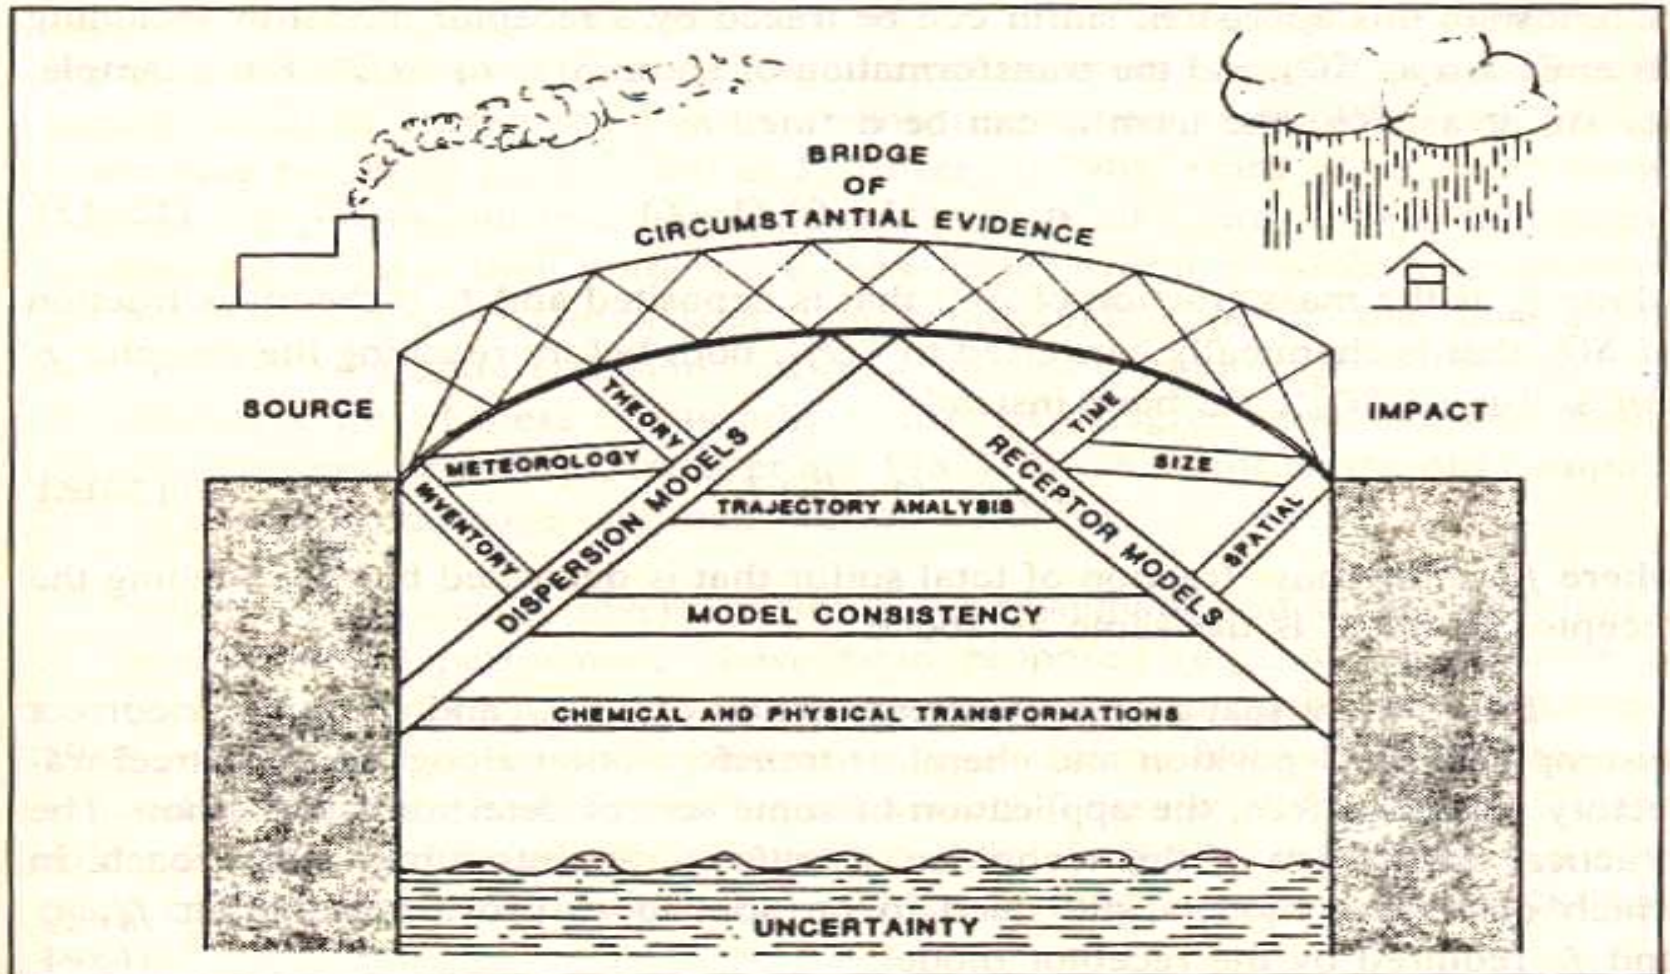 BRIDGE
OF
CIRCUMSTANTIAL EVIDENCE
SOURCE
IMPACT
THEORY
TIME
METEOROLOGY
SIZE
INVENTORY
DISPERSION MODELS
RECEPTOR MODELS
SPATIAL
TRAJECTORY ANALYSIS
MODEL CONSISTENCY
CHEMICAL AND PHYSICAL TRANSFORMATIONS
UNCERTAINTY